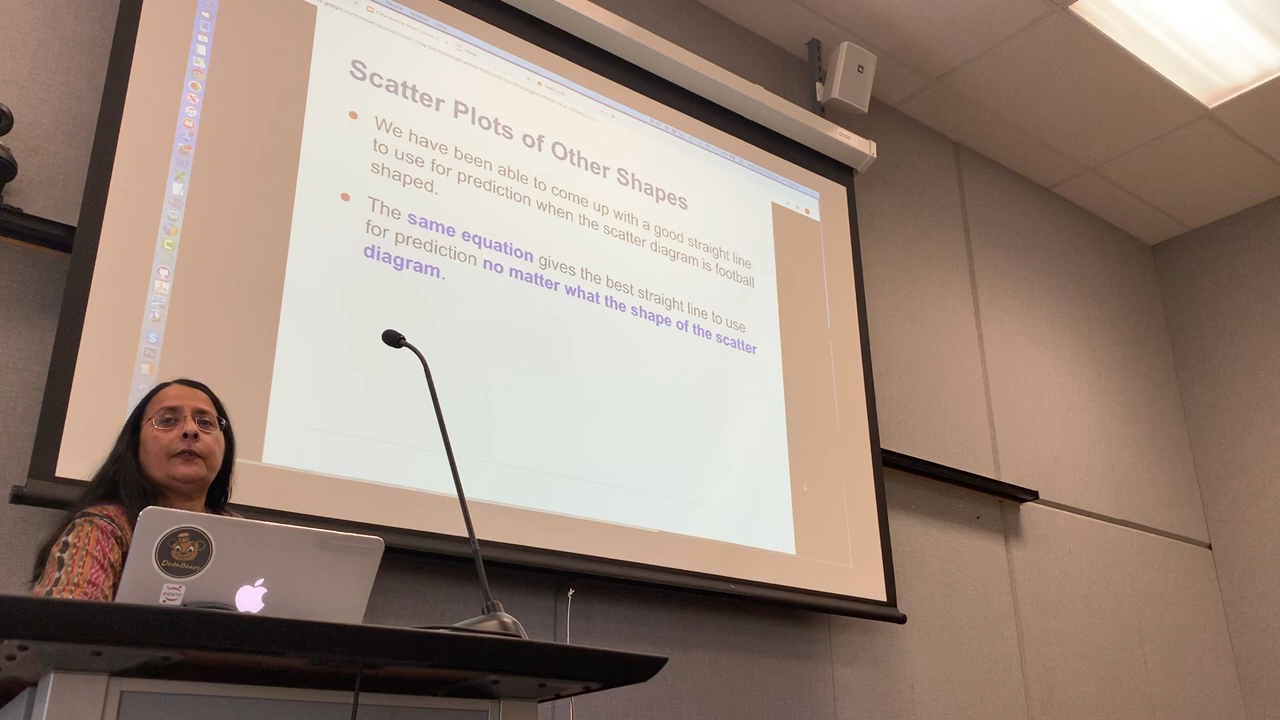 Scatter Plots of Other Shapes
We have been able to come up with a good straight line
to use for prediction when the scatter diagram is football
shaped.
The same equation gives the best straight line to use
for prediction no matter what the shape of the scatter
diagram.
DataBears
jupyter